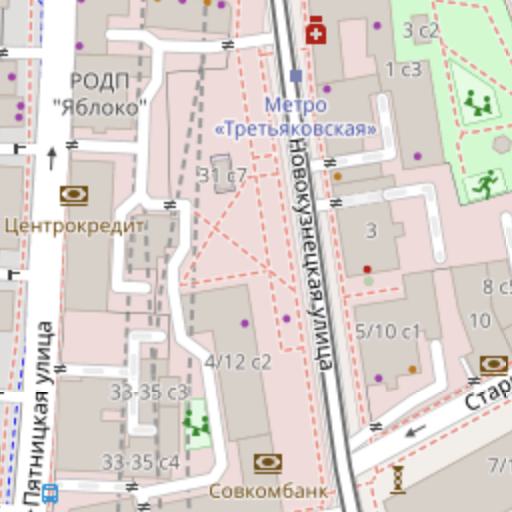 3 с2
1 с3
РОДП
"Яблоко"
Метро
«Третьяковская»
31 с7
Новокузнецкая улица
Центрокредит
3
8 с5
10
5/10 с1
4/12 с2
Пятницкая улица
33-35 с3
33-35 с4
Совкомбанк
7/1